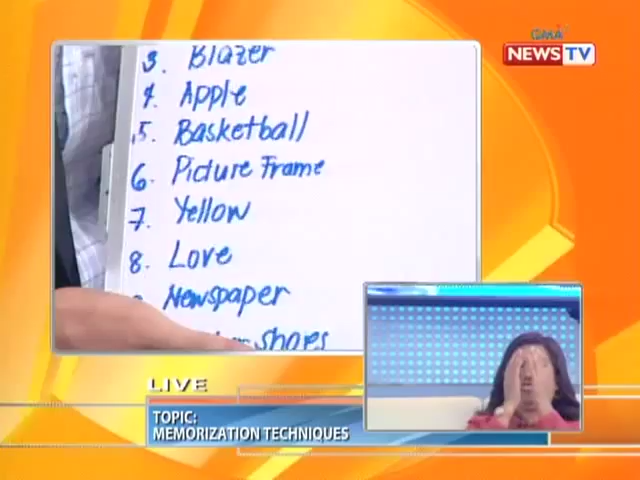 GMA
NEWS TV
3. Blazer
4. Apple
5. Basketball
6. Picture Frame
7. Yellow
8. Love
Newspaper
shoes
LIVE
TOPIC:
MEMORIZATION TECHNIQUES